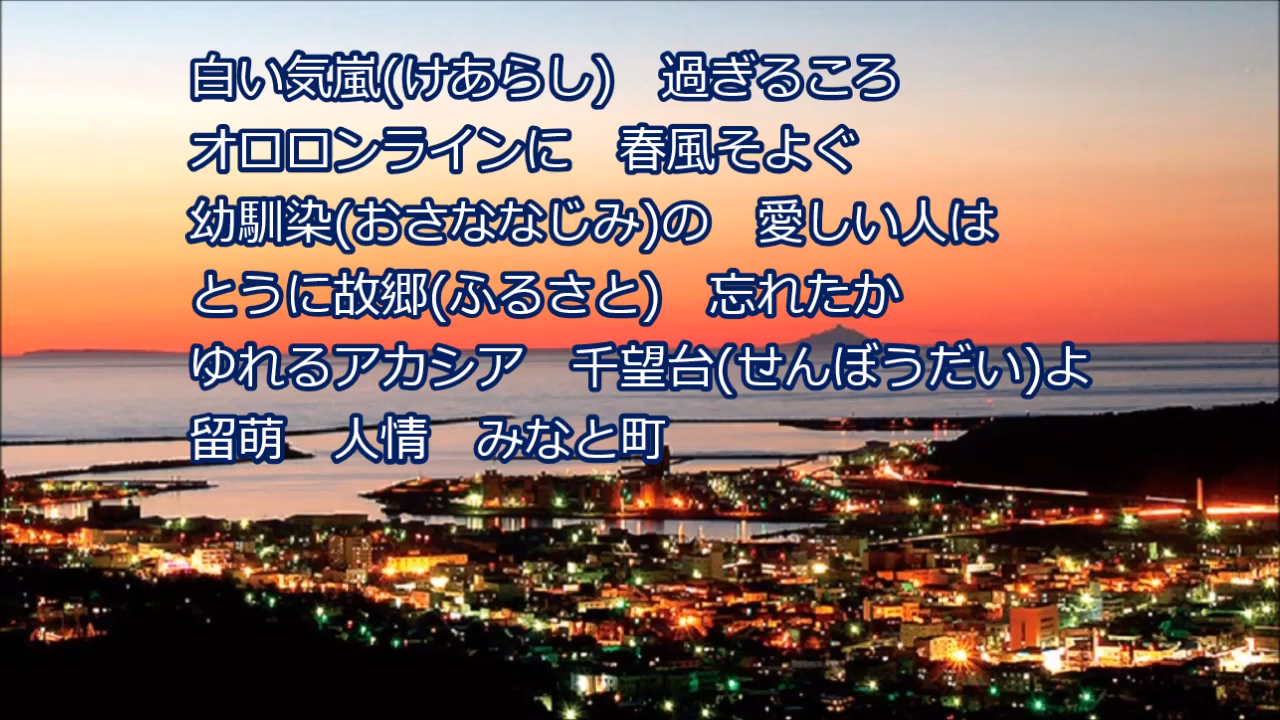 白い気嵐(けあらし)　過ぎるころ
オロロンラインに　春風そよぐ
幼馴染(おさななじみ)の　愛しい人は
とうに故郷(ふるさと)　忘れたか
ゆれるアカシア　千望台(せんぼうだい)よ
留萌　人情　みなと町